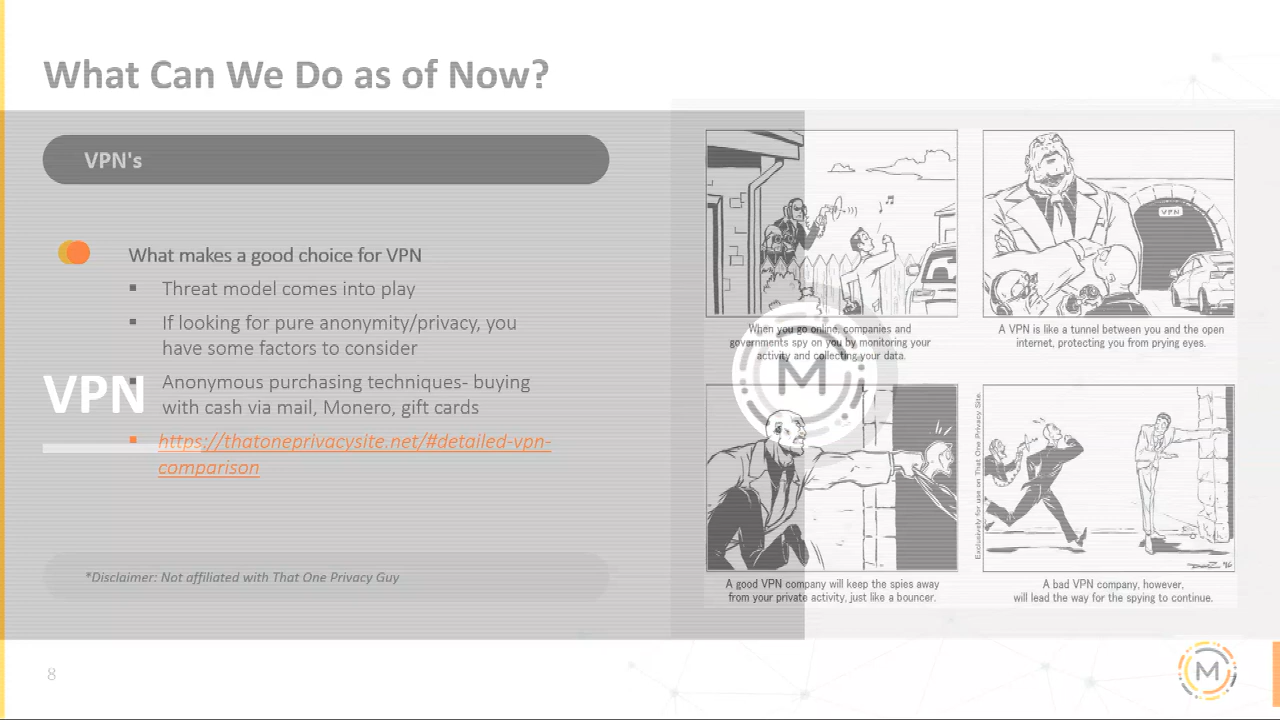 What Can We Do as of Now?
VPN's
What makes a good choice for VPN
▪ Threat model comes into play
▪ If looking for pure anonymity/privacy, you
have some factors to consider
▪ Anonymous purchasing techniques- buying
with cash via mail, Monero, gift cards
▪ https://thatoneprivacysite.net/#detailed-vpn-
comparison
VPN
*Disclaimer: Not affiliated with That One Privacy Guy
When you go online, companies and
governments spy on you by monitoring your
activity and collecting your data.
M
VPN
A VPN is like a tunnel between you and the open
internet, protecting you from prying eyes.
A good VPN company will keep the spies away
from your private activity, just like a bouncer.
Exclusively for use on That One Privacy Site.
A bad VPN company, however,
will lead the way for the spying to continue.
8
M